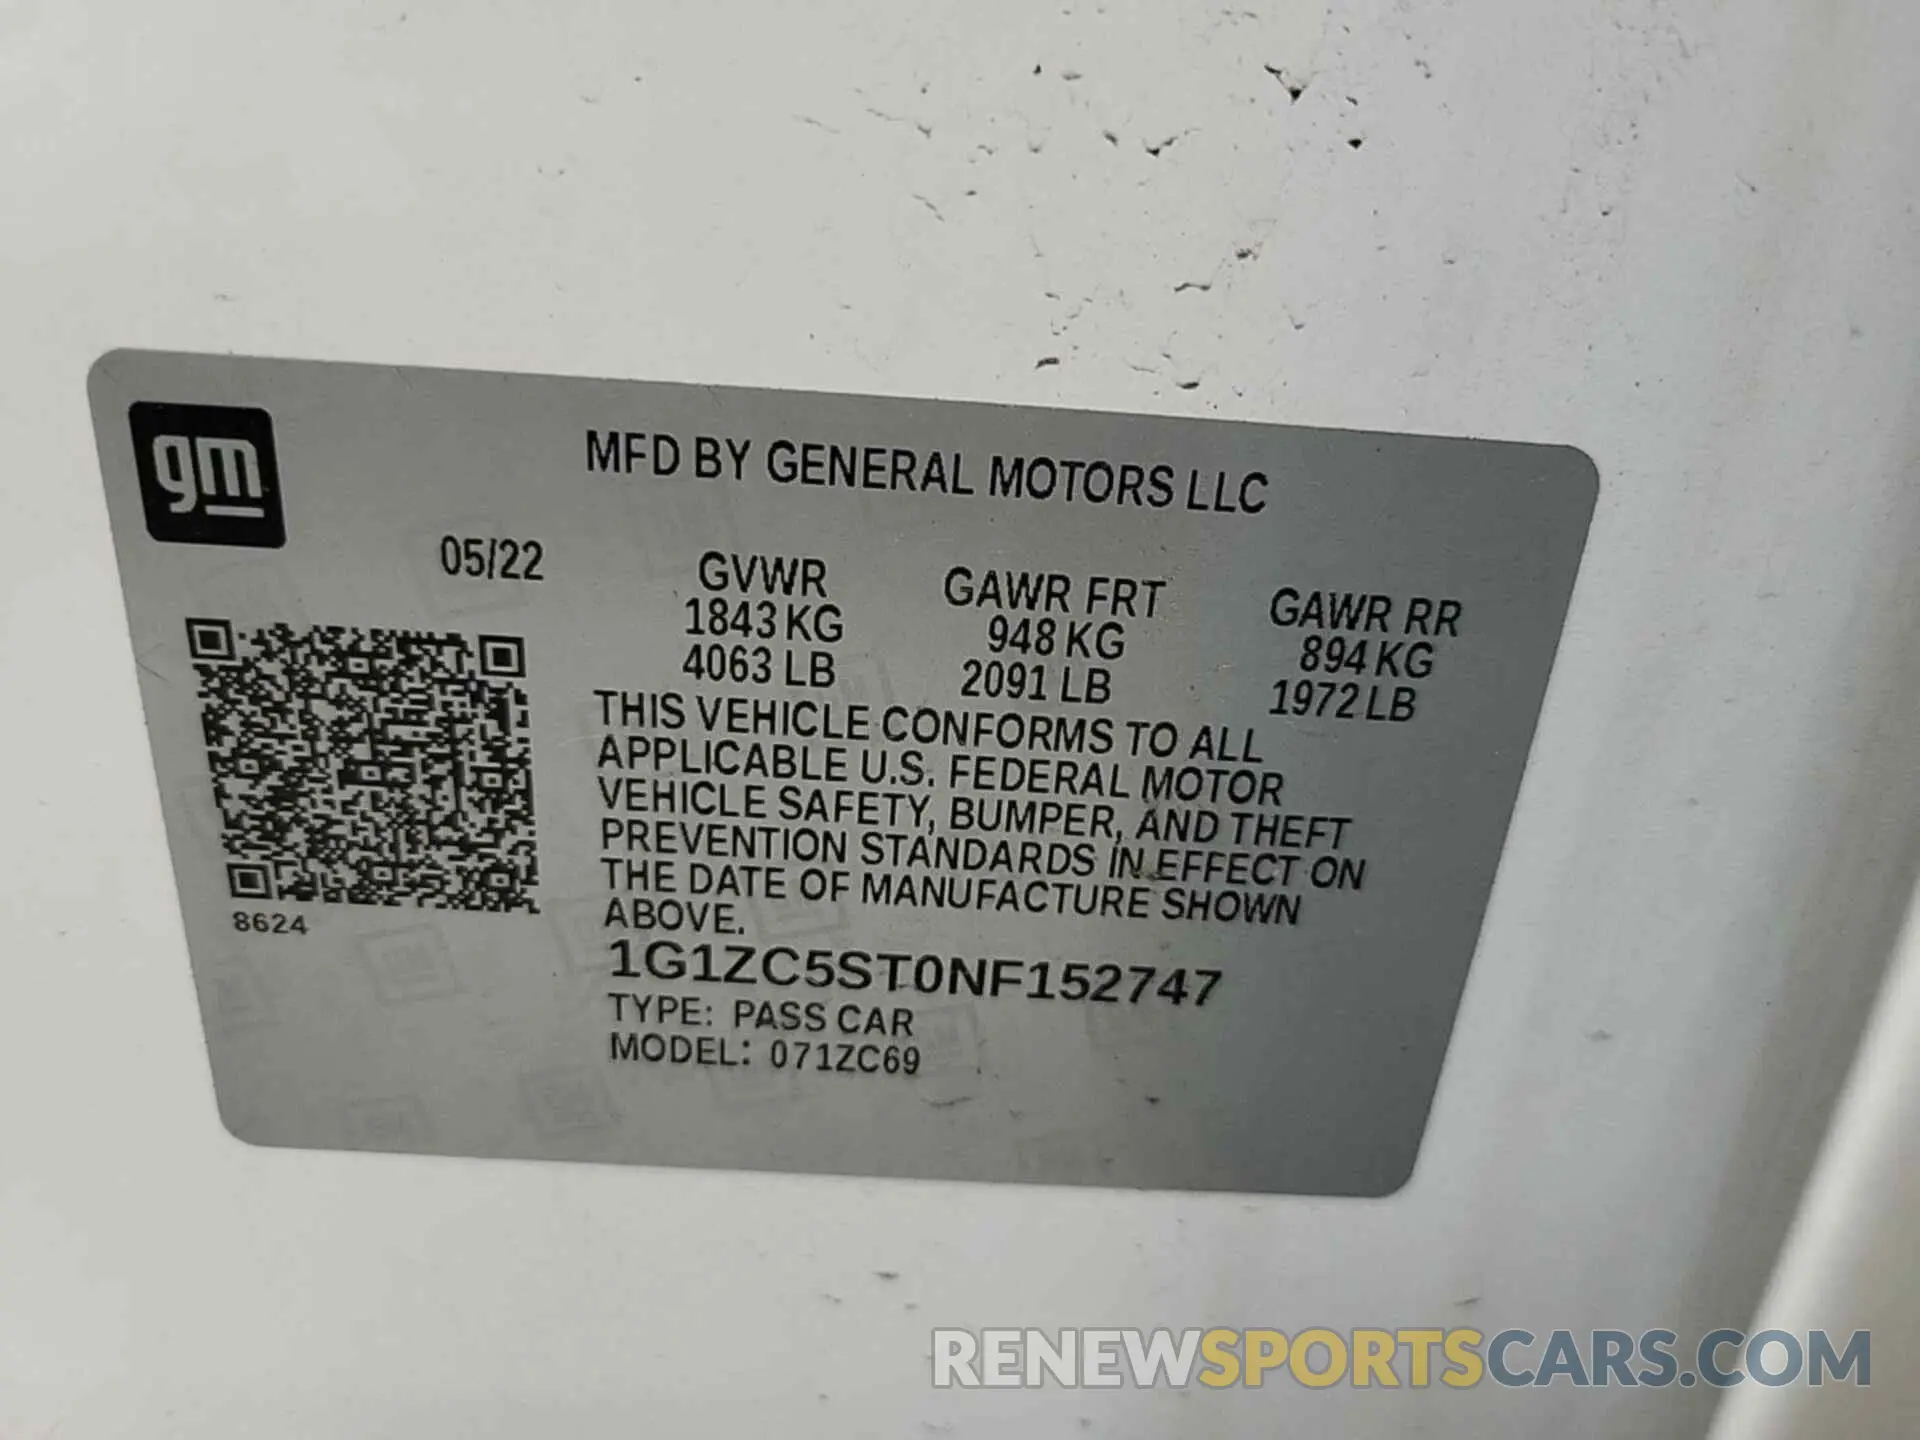 gm
MFD BY GENERAL MOTORS LLC
05/22
GVWR GAWR FRT GAWR RR
1843 KG 948 KG 894 KG
4063 LB 2091 LB 1972 LB
THIS VEHICLE CONFORMS TO ALL
APPLICABLE U.S. FEDERAL MOTOR
VEHICLE SAFETY, BUMPER, AND THEFT
PREVENTION STANDARDS IN EFFECT ON
THE DATE OF MANUFACTURE SHOWN
ABOVE.
8624
1G1ZC5ST0NF152747
TYPE: PASS CAR
MODEL: 071ZC69
RENEWSPORTSCARS.COM